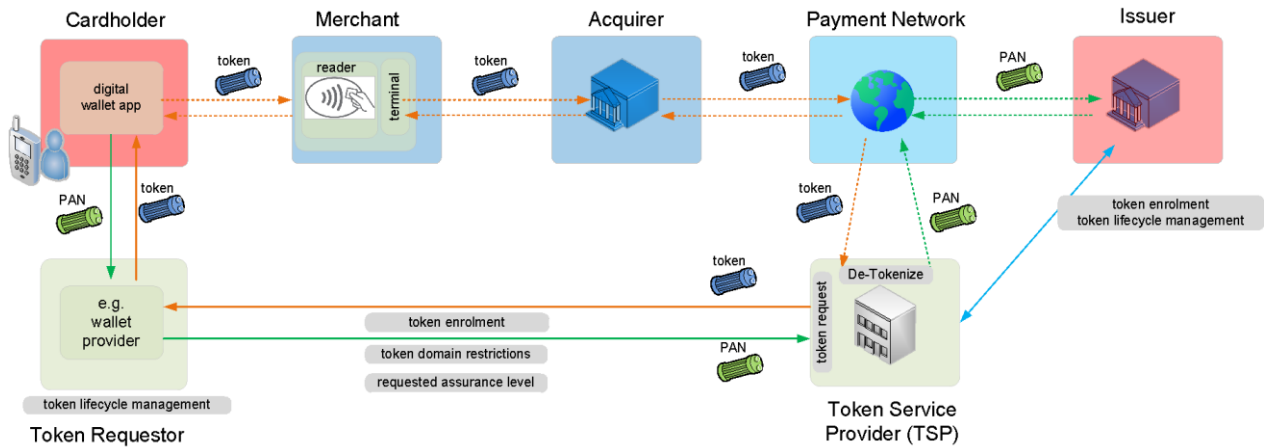 Cardholder
Merchant
Acquirer
Payment Network
Issuer
digital
wallet app
token
reader
terminal
token
token
PAN
PAN
token
token
PAN
token enrolment
token lifecycle management
e.g.
wallet
provider
token
De-Tokenize
token request
token enrolment
token domain restrictions
requested assurance level
PAN
token lifecycle management
Token Requestor
Token Service
Provider (TSP)